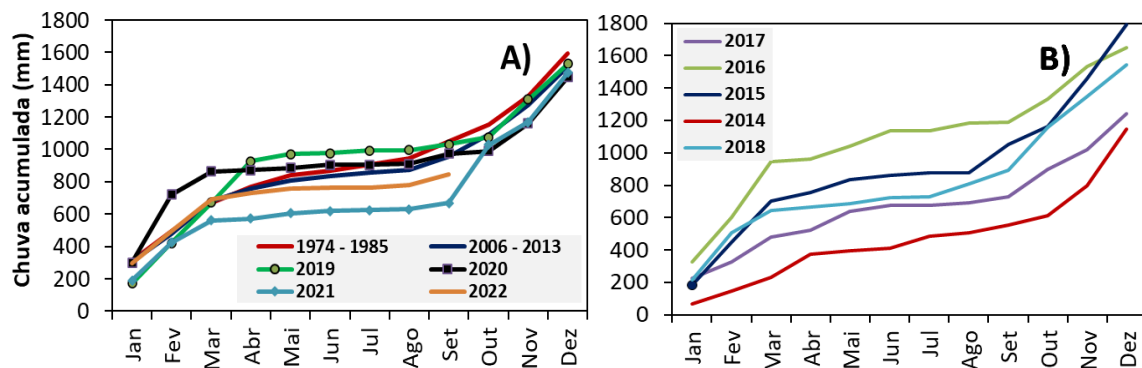 Chuva acumulada (mm)
1800
1600
1400
1200
1000
800
600
400
200
0
A)
1974 - 1985
2006 - 2013
2019
2020
2021
2022
Jan
Fev
Mar
Abr
Mai
Jun
Jul
Ago
Set
Out
Nov
Dez
1800
1600
1400
1200
1000
800
600
400
200
0
B)
2017
2016
2015
2014
2018
Jan
Fev
Mar
Abr
Mai
Jun
Jul
Ago
Set
Out
Nov
Dez